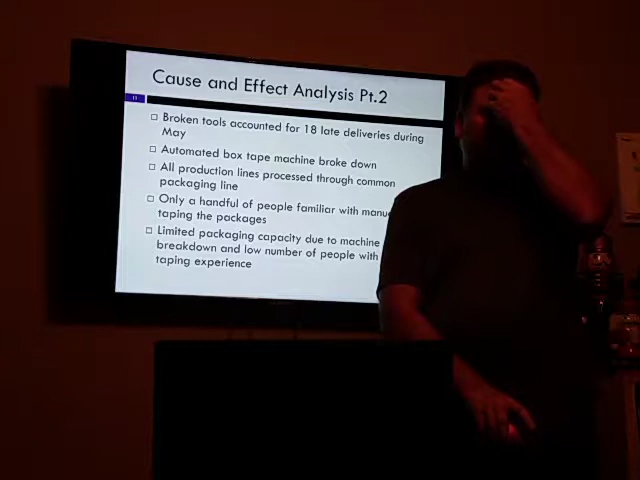 Cause and Effect Analysis Pt.2
13
Broken tools accounted for 18 late deliveries during
May
Automated box tape machine broke down
All production lines processed through common
packaging line
Only a handful of people familiar with manu
taping the packages
Limited packaging capacity due to machine
breakdown and low number of people with
taping experience